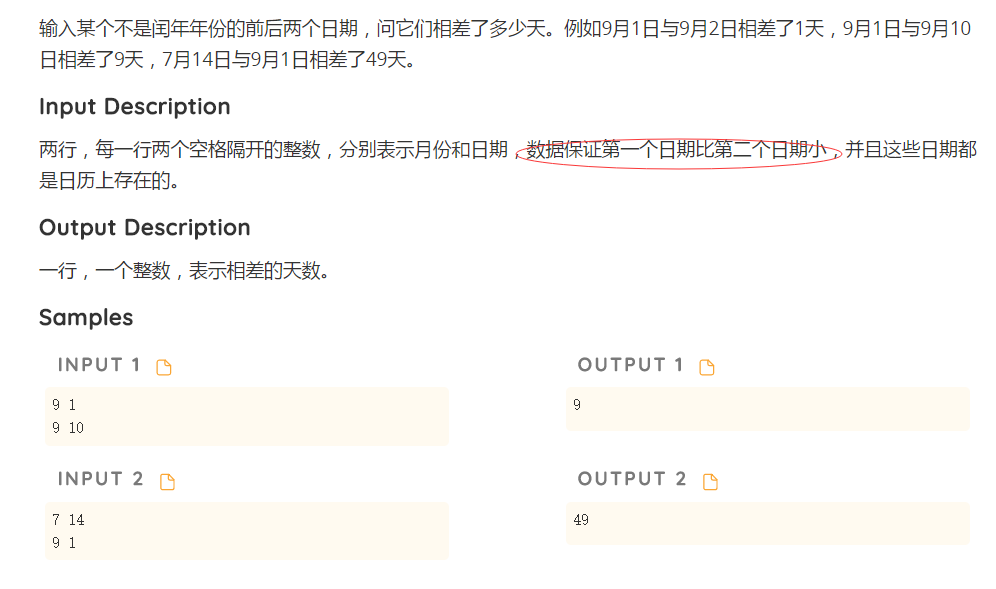 输入某个不是闰年年份的前后两个日期，问它们相差了多少天。例如9月1日与9月2日相差了1天，9月1日与9月10
日相差了9天，7月14日与9月1日相差了49天。
Input Description
两行，每一行两个空格隔开的整数，分别表示月份和日期，数据保证第一个日期比第二个日期小，并且这些日期都
是日历上存在的。
Output Description
一行，一个整数，表示相差的天数。
Samples
INPUT 1
OUTPUT 1
9 1
9 10
9
INPUT 2
OUTPUT 2
7 14
9 1
49